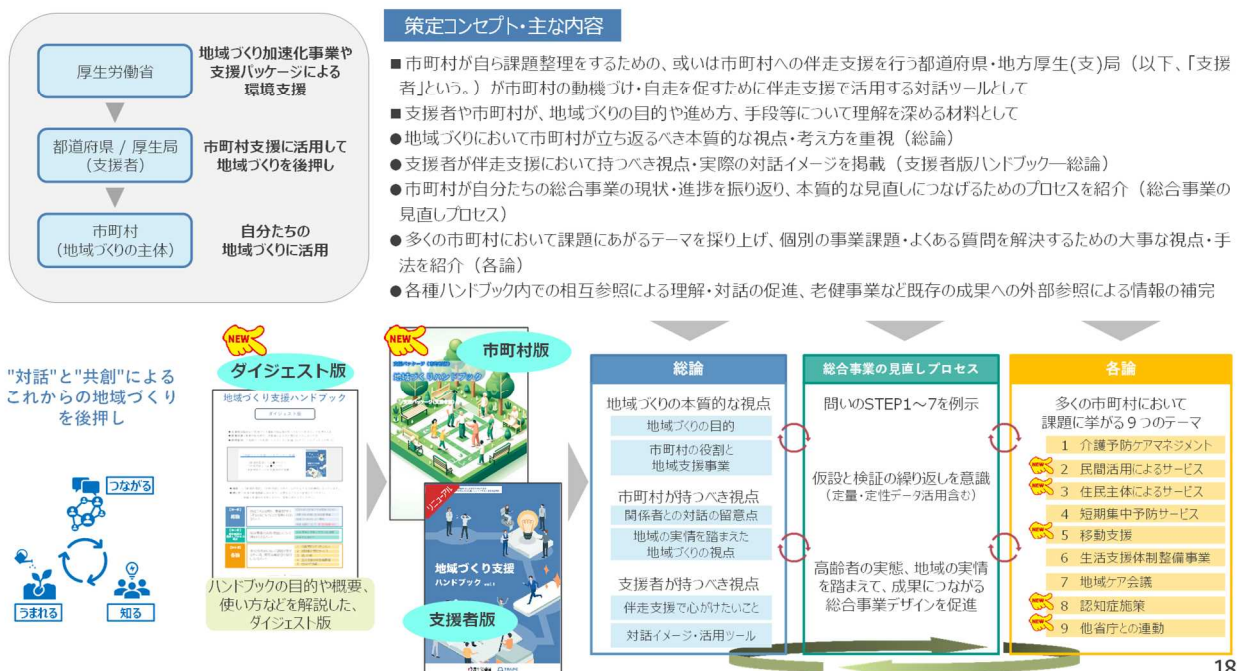 厚生労働省
地域づくり加速化事業や
支援パッケージによる
環境支援
都道府県 / 厚生局
(支援者)
市町村支援に活用して
地域づくりを後押し
市町村
(地域づくりの主体)
自分たちの
地域づくりに活用
策定コンセプト・主な内容
■市町村が自ら課題整理をするための、或いは市町村への伴走支援を行う都道府県・地方厚生(支)局（以下、「支援
者」という。）が市町村の動機づけ・自走を促すために伴走支援で活用する対話ツールとして
■支援者や市町村が、地域づくりの目的や進め方、手段等について理解を深める材料として
●地域づくりにおいて市町村が立ち返るべき本質的な視点・考え方を重視（総論）
●支援者が伴走支援において持つべき視点・実際の対話イメージを掲載（支援者版ハンドブック―総論）
●市町村が自分たちの総合事業の現状・進捗を振り返り、本質的な見直しにつなげるためのプロセスを紹介（総合事業の
見直しプロセス）
●多くの市町村において課題にあがるテーマを採り上げ、個別の事業課題・よくある質問を解決するための大事な視点・手
法を紹介（各論）
●各種ハンドブック内での相互参照による理解・対話の促進、老健事業など既存の成果への外部参照による情報の補完
"対話"と"共創"による
これからの地域づくり
を後押し
つながる
うまれる
知る
NEW
ダイジェスト版
地域づくり支援ハンドブック
ダイジェスト版
ハンドブックの目的や概要、
使い方などを解説した、
ダイジェスト版
NEW
市町村版
地域づくりハンドブック
リニューアル
地域づくり支援
ハンドブック vol.1
支援者版
総論
地域づくりの本質的な視点
地域づくりの目的
市町村の役割と
地域支援事業
市町村が持つべき視点
関係者との対話の留意点
地域の実情を踏まえた
地域づくりの視点
支援者が持つべき視点
伴走支援で心がけたいこと
対話イメージ・活用ツール
総合事業の見直しプロセス
問いのSTEP1～7を例示
仮設と検証の繰り返しを意識
（定量・定性データ活用含む）
高齢者の実態、地域の実情
を踏まえて、成果につながる
総合事業デザインを促進
各論
多くの市町村において
課題に挙がる９つのテーマ
1 介護予防ケアマネジメント
NEW 2 民間活用によるサービス
NEW 3 住民主体によるサービス
4 短期集中予防サービス
NEW 5 移動支援
6 生活支援体制整備事業
7 地域ケア会議
NEW 8 認知症施策
NEW 9 他省庁との連動
18